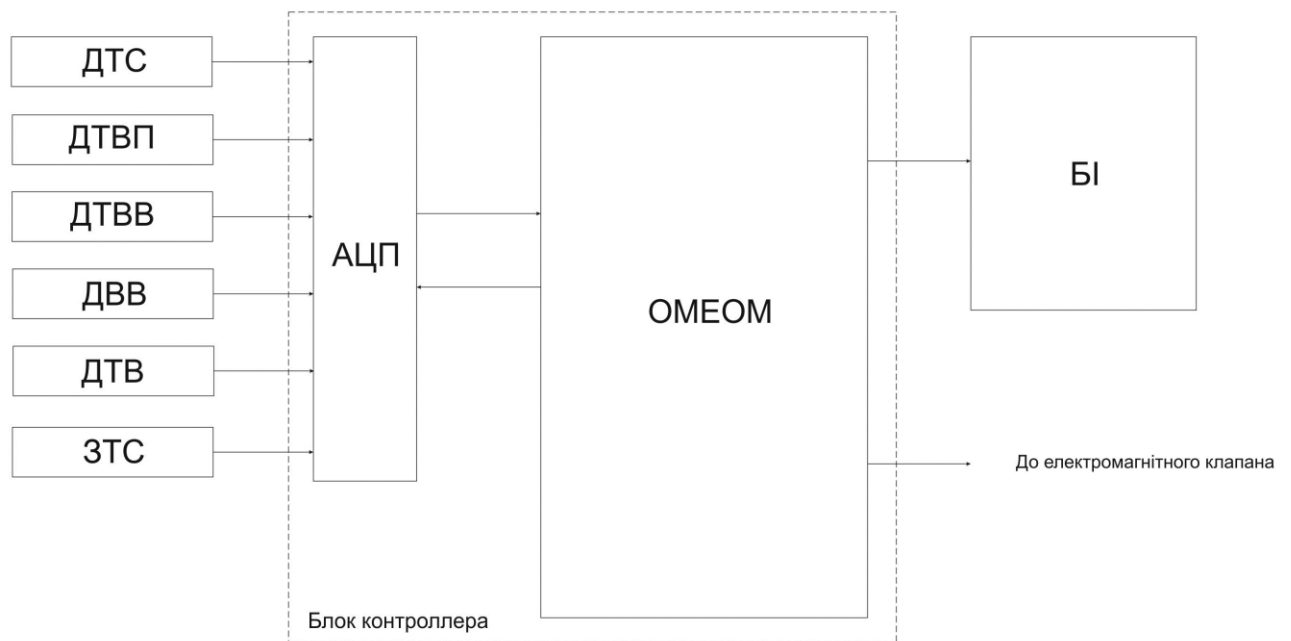 ДТС
ДТВП
ДТВВ
ДВВ
ДТВ
ЗТС
АЦП
ОМЕОМ
БІ
До електромагнітного клапана
Блок контроллера